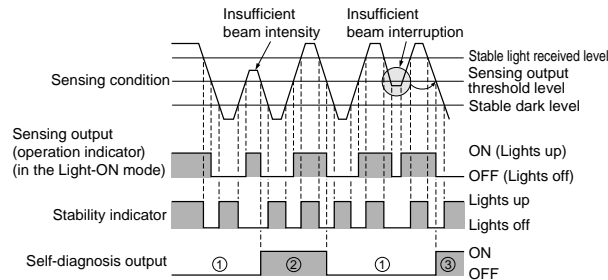 Insufficient
beam intensity
Insufficient
beam interruption
Sensing condition
Stable light received level
Sensing output
threshold level
Stable dark level
Sensing output
(operation indicator)
(in the Light-ON mode)
ON (Lights up)
OFF (Lights off)
Stability indicator
Lights up
Lights off
Self-diagnosis output
① ② ① ③
ON
OFF